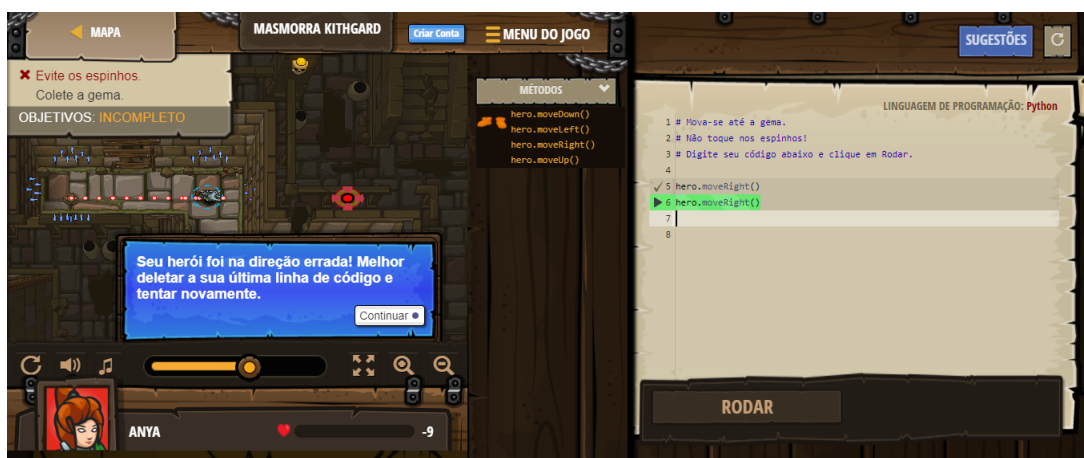 MAPA
MASMORRA KITHGARD
Criar Conta
MENU DO JOGO
SUGESTÕES
Evite os espinhos.
Colete a gema.
OBJETIVOS: INCOMPLETO
MÉTODOS
hero.moveDown()
hero.moveLeft()
hero.moveRight()
hero.moveUp()
LINGUAGEM DE PROGRAMAÇÃO: Python
1 # Mova-se até a gema.
2 # Não toque nos espinhos!
3 # Digite seu código abaixo e clique em Rodar.
4
5 hero.moveRight()
6 hero.moveRight()
7
8
Seu herói foi na direção errada! Melhor
deletar a sua última linha de código e
tentar novamente.
Continuar
RODAR
ANYA
-9